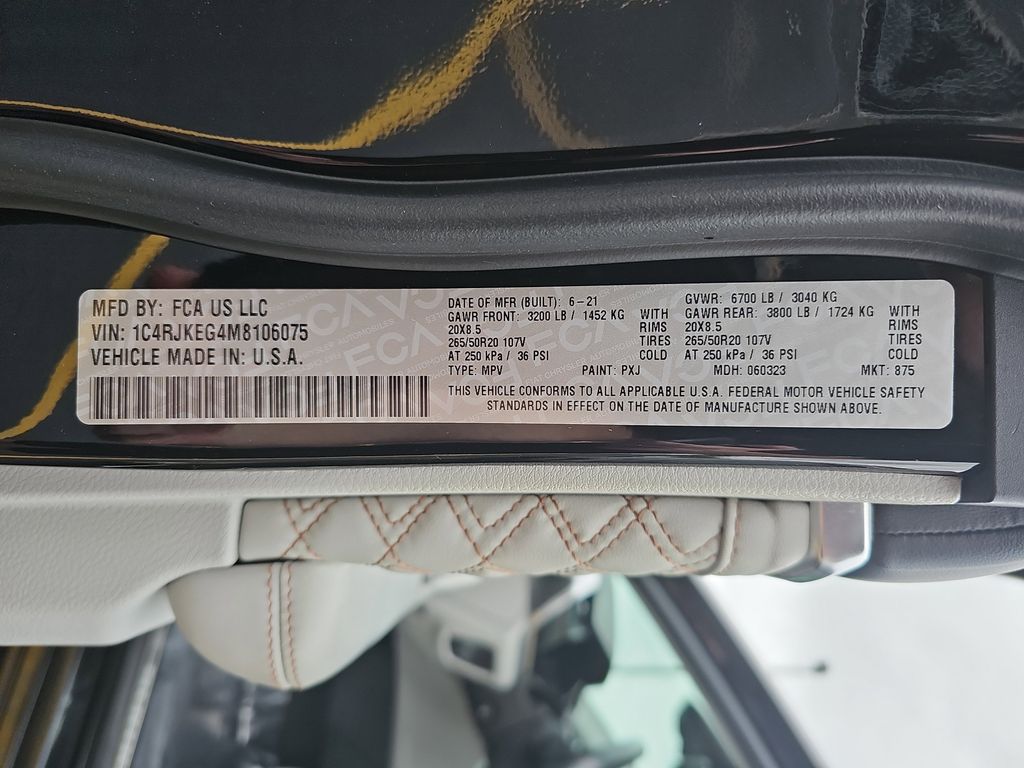 MFD BY: FCA US LLC
VIN: 1C4RJKEG4M8106075
VEHICLE MADE IN: U.S.A.
DATE OF MFR (BUILT): 6-21
GAWR FRONT: 3200 LB / 1452 KG WITH
20X8.5 RIMS
265/50R20 107V TIRES
AT 250 kPa / 36 PSI COLD
TYPE: MPV
GVWR: 6700 LB / 3040 KG
GAWR REAR: 3800 LB / 1724 KG WITH
20X8.5 RIMS
265/50R20 107V TIRES
AT 250 kPa / 36 PSI COLD
PAINT: PXJ MDH: 060323 MKT: 875
THIS VEHICLE CONFORMS TO ALL APPLICABLE U.S.A. FEDERAL MOTOR VEHICLE SAFETY
STANDARDS IN EFFECT ON THE DATE OF MANUFACTURE SHOWN ABOVE.